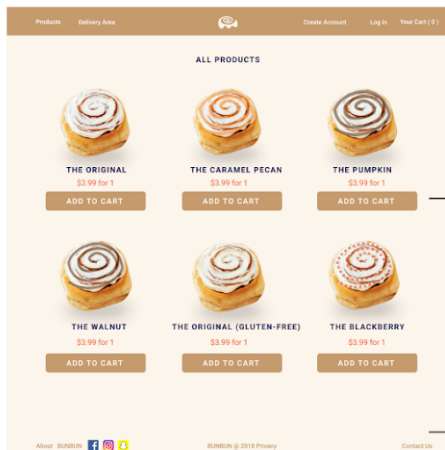 Products Delivery Area Create Account Log In Your Cart ( 0 )
ALL PRODUCTS
THE ORIGINAL THE CARAMEL PECAN THE PUMPKIN
$3.99 for 1 $3.99 for 1 $3.99 for 1
ADD TO CART ADD TO CART ADD TO CART
THE WALNUT THE ORIGINAL (GLUTEN-FREE) THE BLACKBERRY
$3.99 for 1 $3.99 for 1 $3.99 for 1
ADD TO CART ADD TO CART ADD TO CART
About BUNBUN BUNBUN @ 2018 Privacy Contact Us